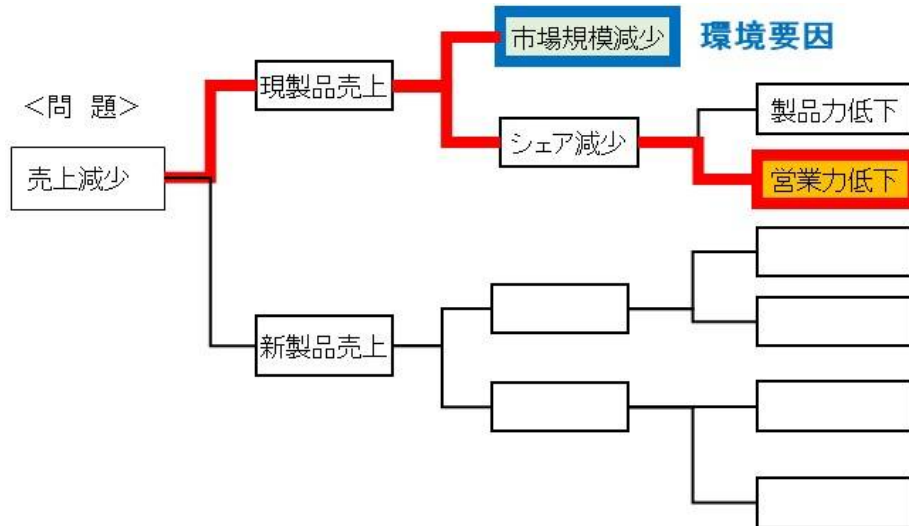 市場規模減少
環境要因
現製品売上
<問 題>
製品力低下
シェア減少
売上減少
営業力低下
新製品売上